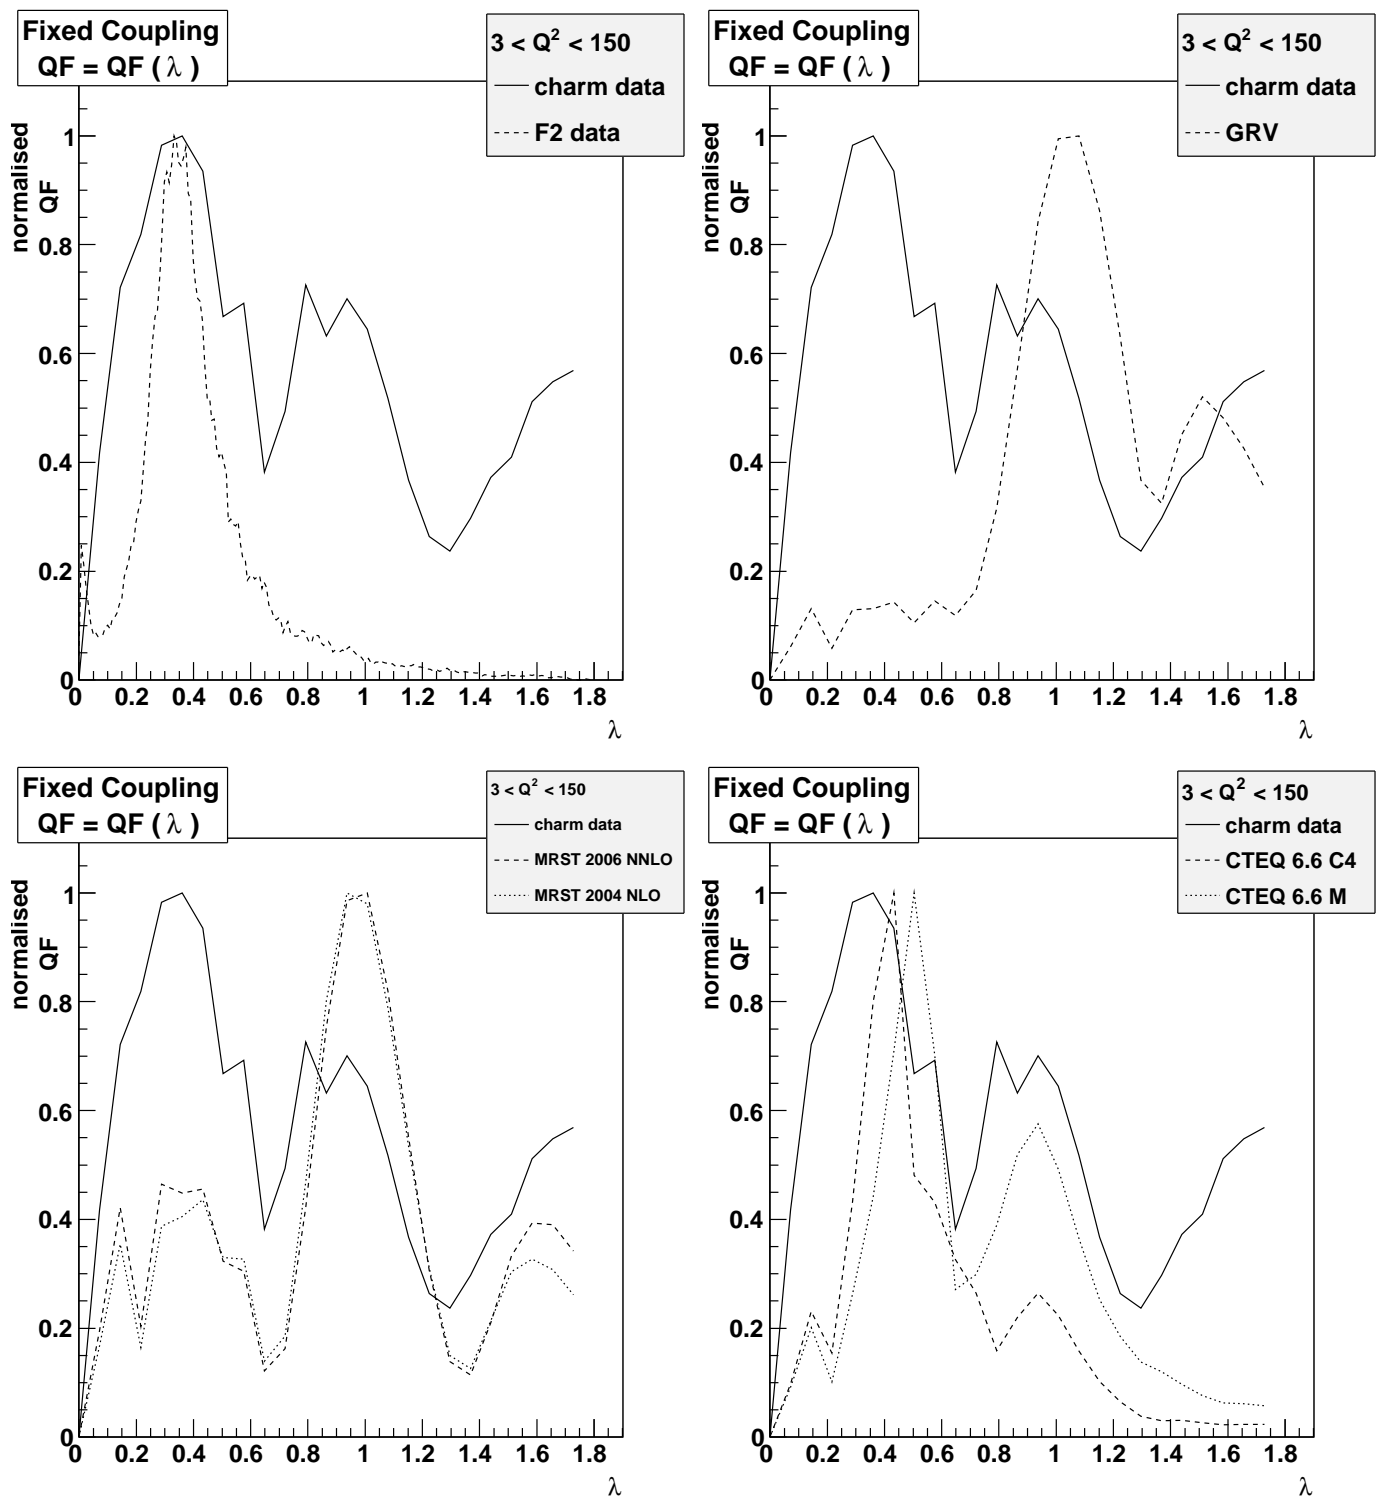 Fixed Coupling
QF = QF ( λ )
3 < Q² < 150
charm data
F2 data
normalised
QF
1
0.8
0.6
0.4
0.2
0
0 0.2 0.4 0.6 0.8 1 1.2 1.4 1.6 1.8
λ
Fixed Coupling
QF = QF ( λ )
3 < Q² < 150
charm data
GRV
normalised
QF
1
0.8
0.6
0.4
0.2
0
0 0.2 0.4 0.6 0.8 1 1.2 1.4 1.6 1.8
λ
Fixed Coupling
QF = QF ( λ )
3 < Q² < 150
charm data
MRST 2006 NNLO
MRST 2004 NLO
normalised
QF
1
0.8
0.6
0.4
0.2
0
0 0.2 0.4 0.6 0.8 1 1.2 1.4 1.6 1.8
λ
Fixed Coupling
QF = QF ( λ )
3 < Q² < 150
charm data
CTEQ 6.6 C4
CTEQ 6.6 M
normalised
QF
1
0.8
0.6
0.4
0.2
0
0 0.2 0.4 0.6 0.8 1 1.2 1.4 1.6 1.8
λ